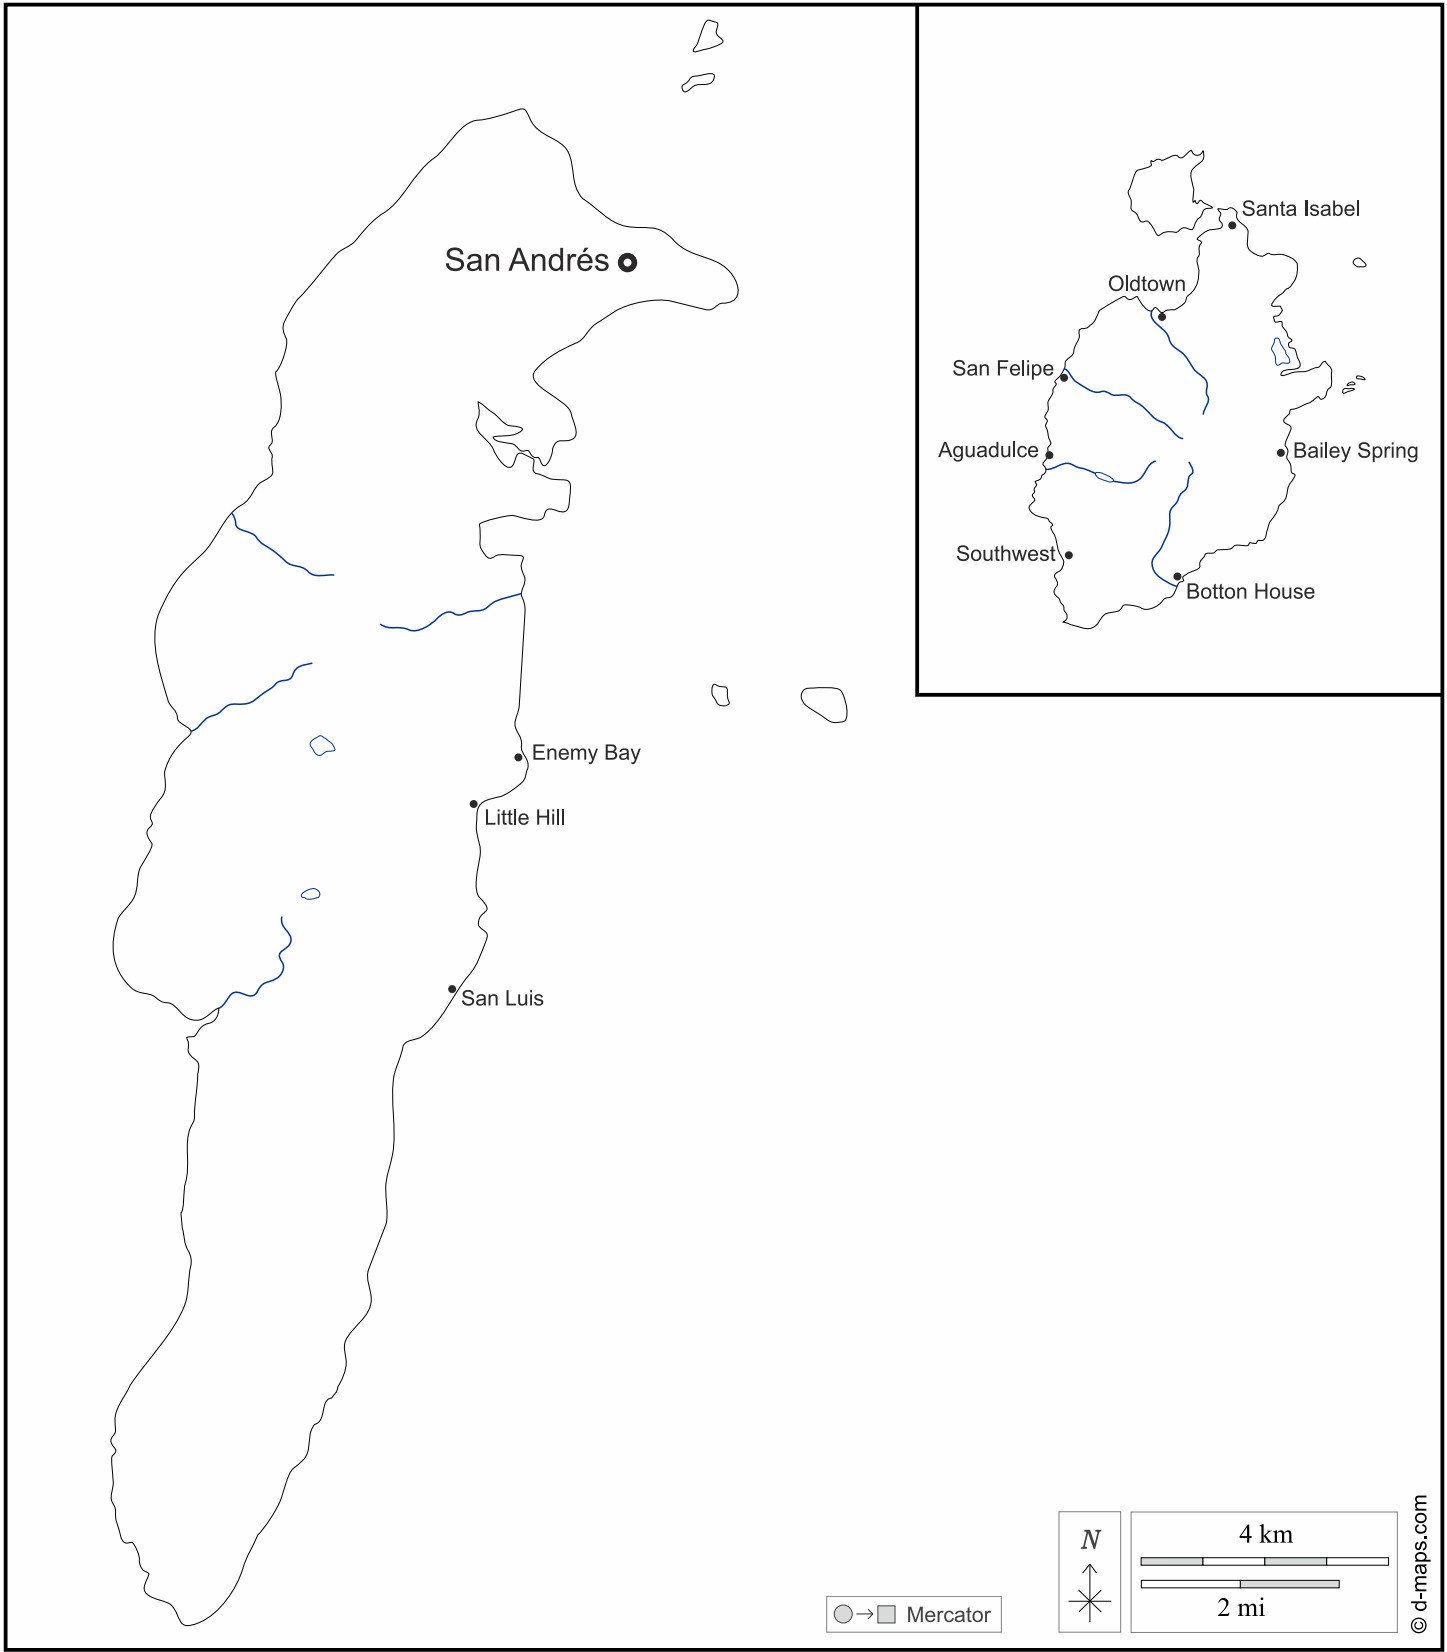 San Andrés
Enemy Bay
Little Hill
San Luis
Santa Isabel
Oldtown
San Felipe
Aguadulce
Bailey Spring
Southwest
Botton House
Mercator
N
4 km
2 mi
© d-maps.com